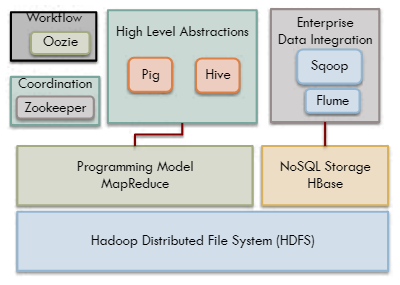 Workflow
Oozie
Coordination
Zookeeper
High Level Abstractions
Pig
Hive
Enterprise
Data Integration
Sqoop
Flume
Programming Model
MapReduce
NoSQL Storage
HBase
Hadoop Distributed File System (HDFS)